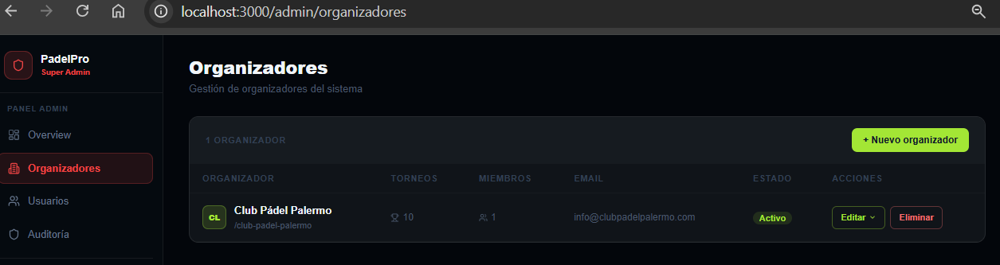 localhost:3000/admin/organizadores
PadelPro
Super Admin
PANEL ADMIN
Overview
Organizadores
Usuarios
Auditoría
Organizadores
Gestión de organizadores del sistema
1 ORGANIZADOR
+ Nuevo organizador
ORGANIZADOR TORNEOS MIEMBROS EMAIL ESTADO ACCIONES
CL Club Pádel Palermo 10 1 info@clubpadelpalermo.com Activo Editar Eliminar
/club-padel-palermo